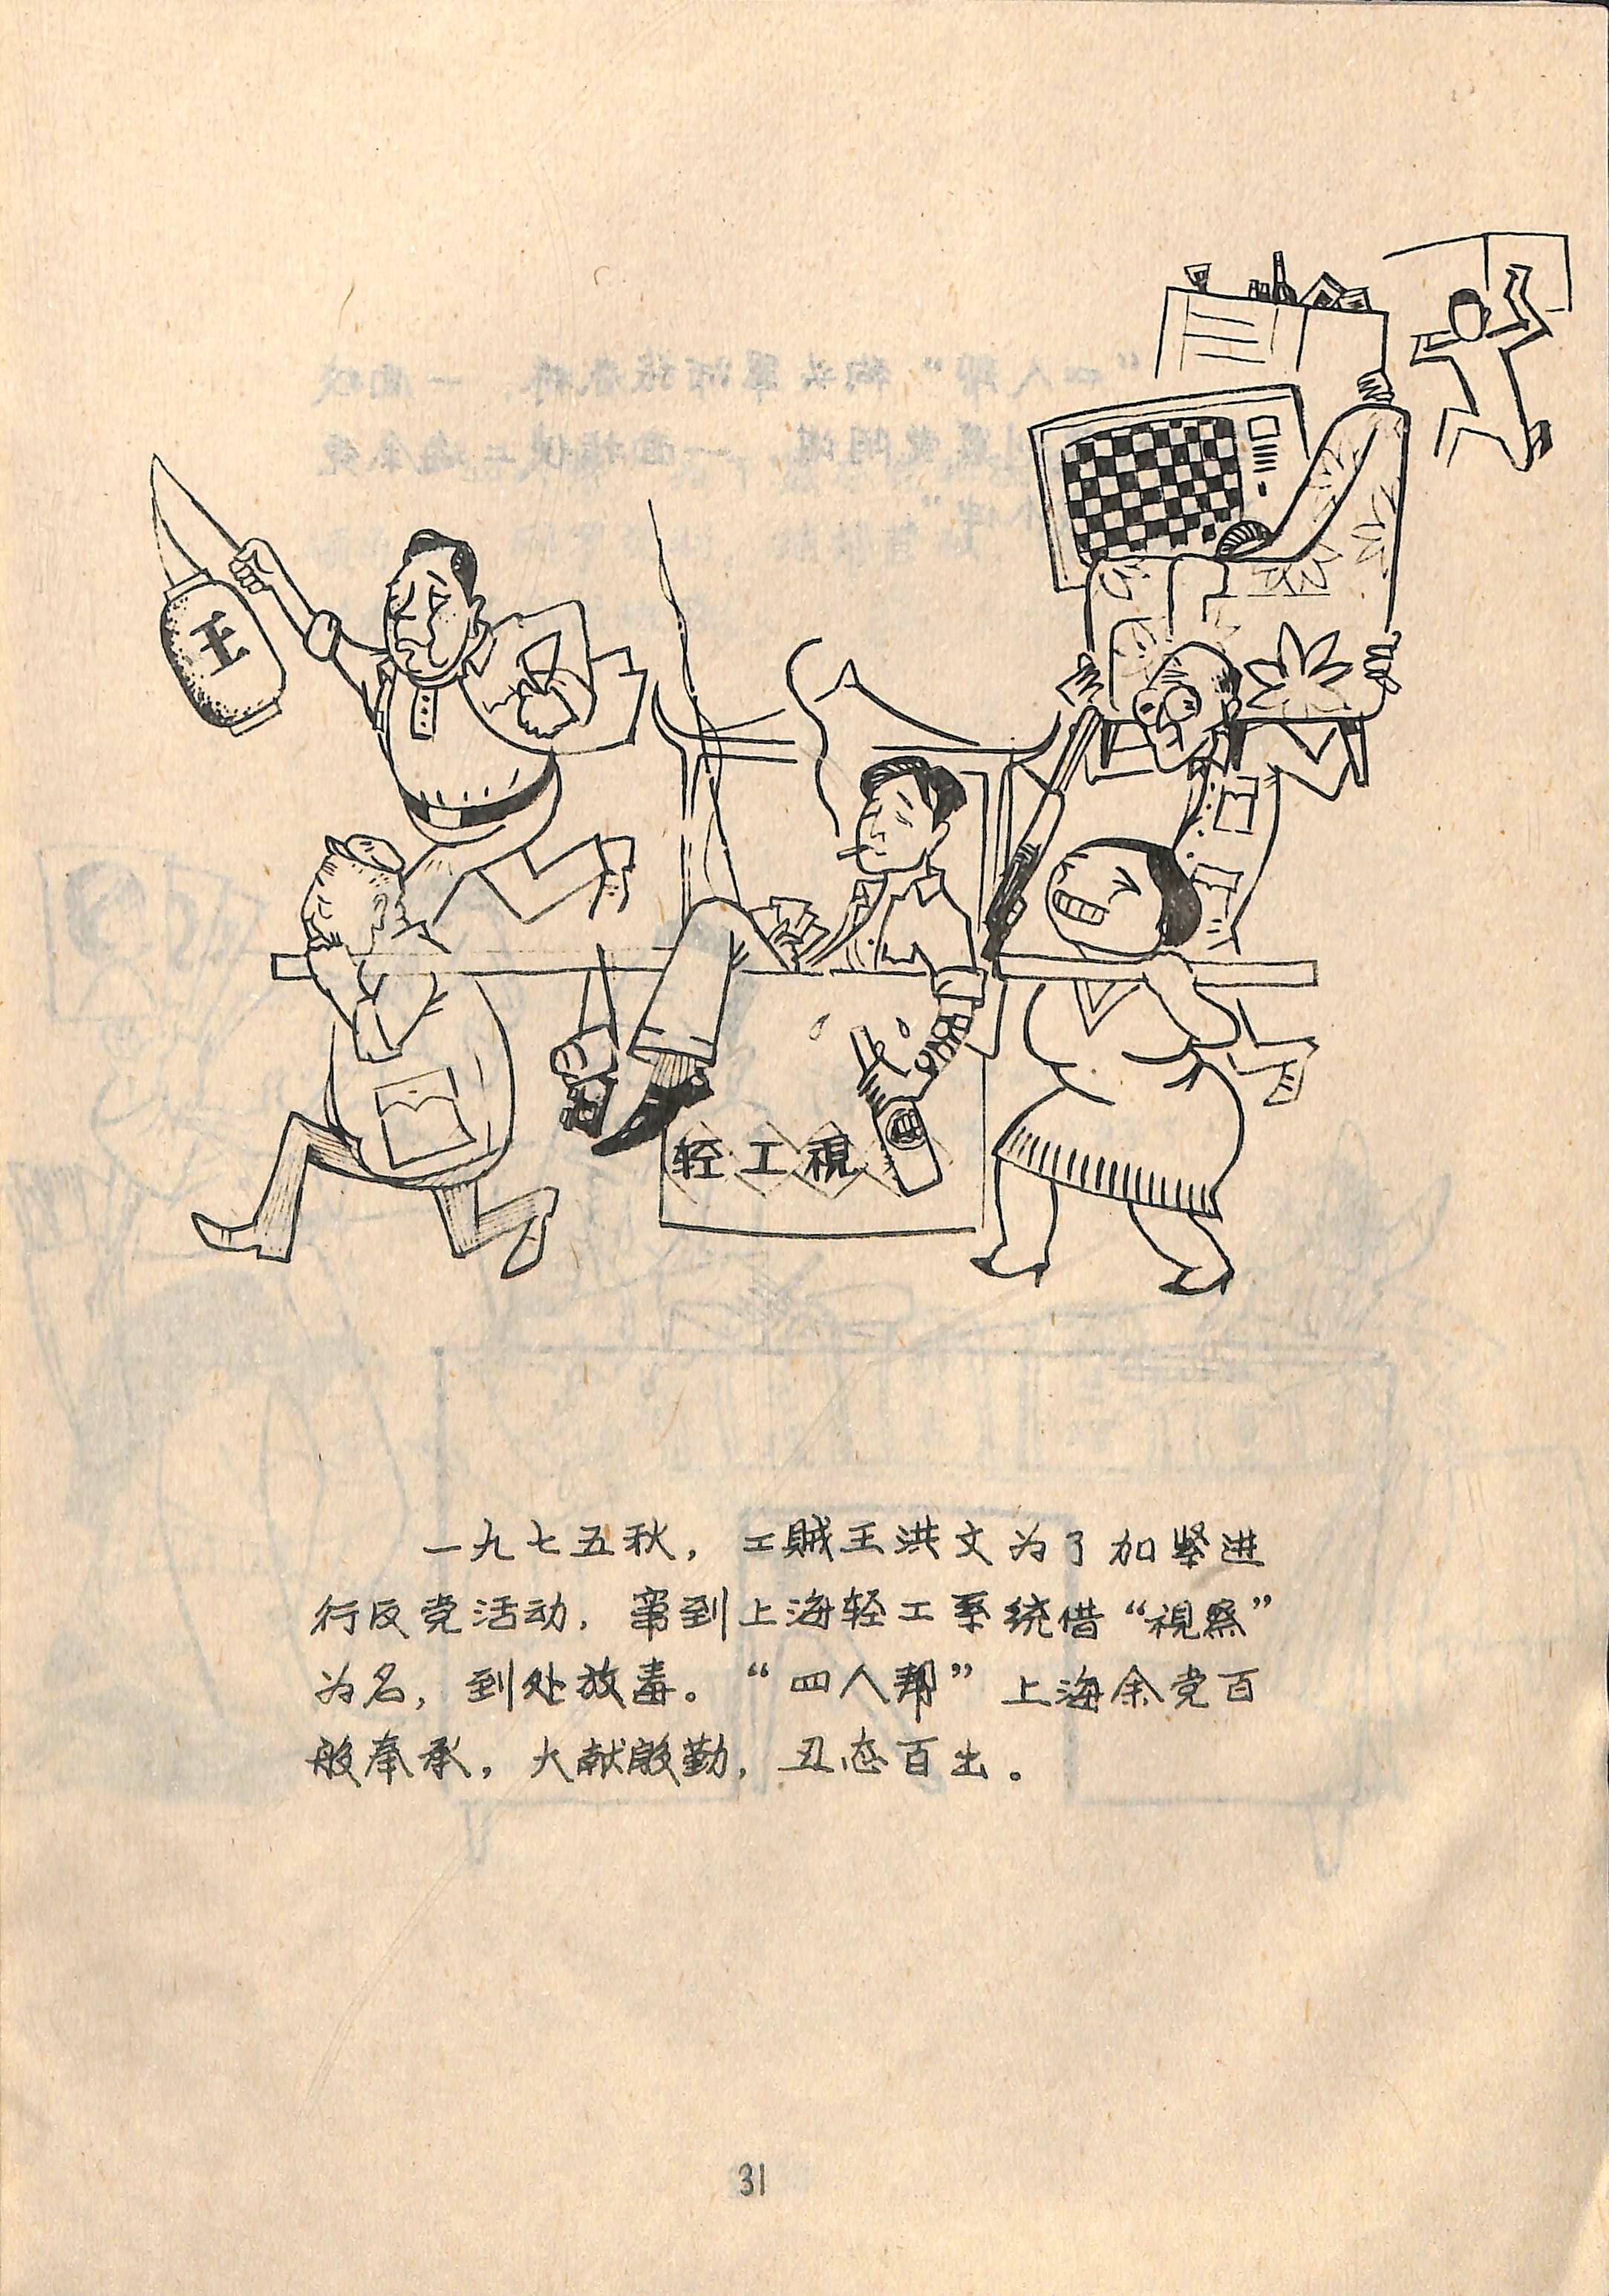 王
轻工視
一九七五秋，工贼王洪文为了加紧进
行反党活动，窜到上海轻工系统借“視察”
为名，到处放毒。“四人帮”上海余党百
般奉承，大献殷勤，丑态百出。
31